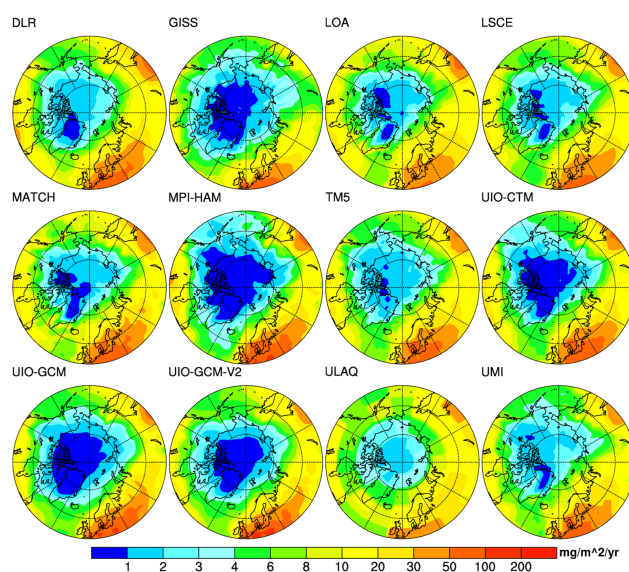 DLR GISS LOA LSCE
MATCH MPI-HAM TM5 UIO-CTM
UIO-GCM UIO-GCM-V2 ULAQ UMI
mg/m^2/yr
1 2 3 4 6 8 10 20 30 50 100 200